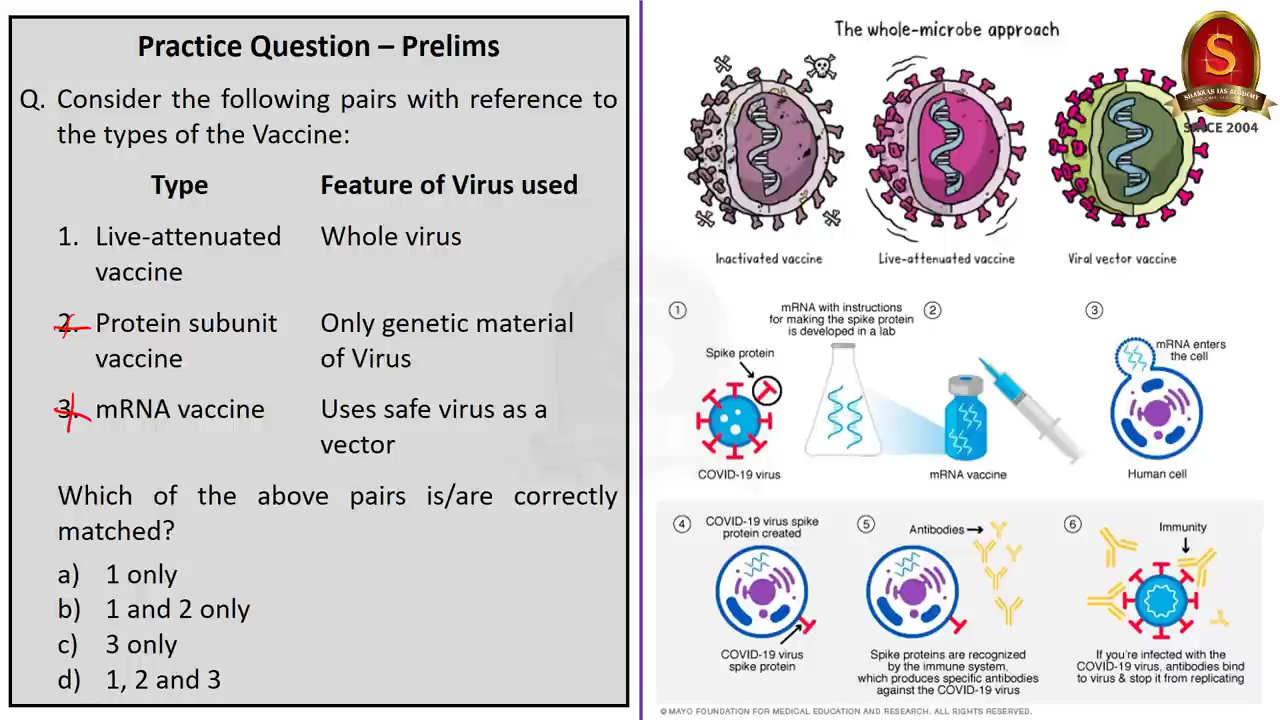 Practice Question – Prelims
Q. Consider the following pairs with reference to
the types of the Vaccine:
Type Feature of Virus used
1. Live-attenuated Whole virus
vaccine
2. Protein subunit Only genetic material
vaccine of Virus
3. mRNA vaccine Uses safe virus as a
vector
Which of the above pairs is/are correctly
matched?
a) 1 only
b) 1 and 2 only
c) 3 only
d) 1, 2 and 3
The whole-microbe approach
S
SHANKAR IAS ACADEMY
SINCE 2004
Inactivated vaccine
Live-attenuated vaccine
Viral vector vaccine
1
Spike protein
COVID-19 virus
mRNA with instructions
for making the spike protein
is developed in a lab
2
mRNA vaccine
3
mRNA enters
the cell
Human cell
4
COVID-19 virus spike
protein created
COVID-19 virus
spike protein
5
Antibodies
Spike proteins are recognized
by the immune system,
which produces specific antibodies
against the COVID-19 virus
6
Immunity
If you're infected with the
COVID-19 virus, antibodies bind
to virus & stop it from replicating
© MAYO FOUNDATION FOR MEDICAL EDUCATION AND RESEARCH. ALL RIGHTS RESERVED.